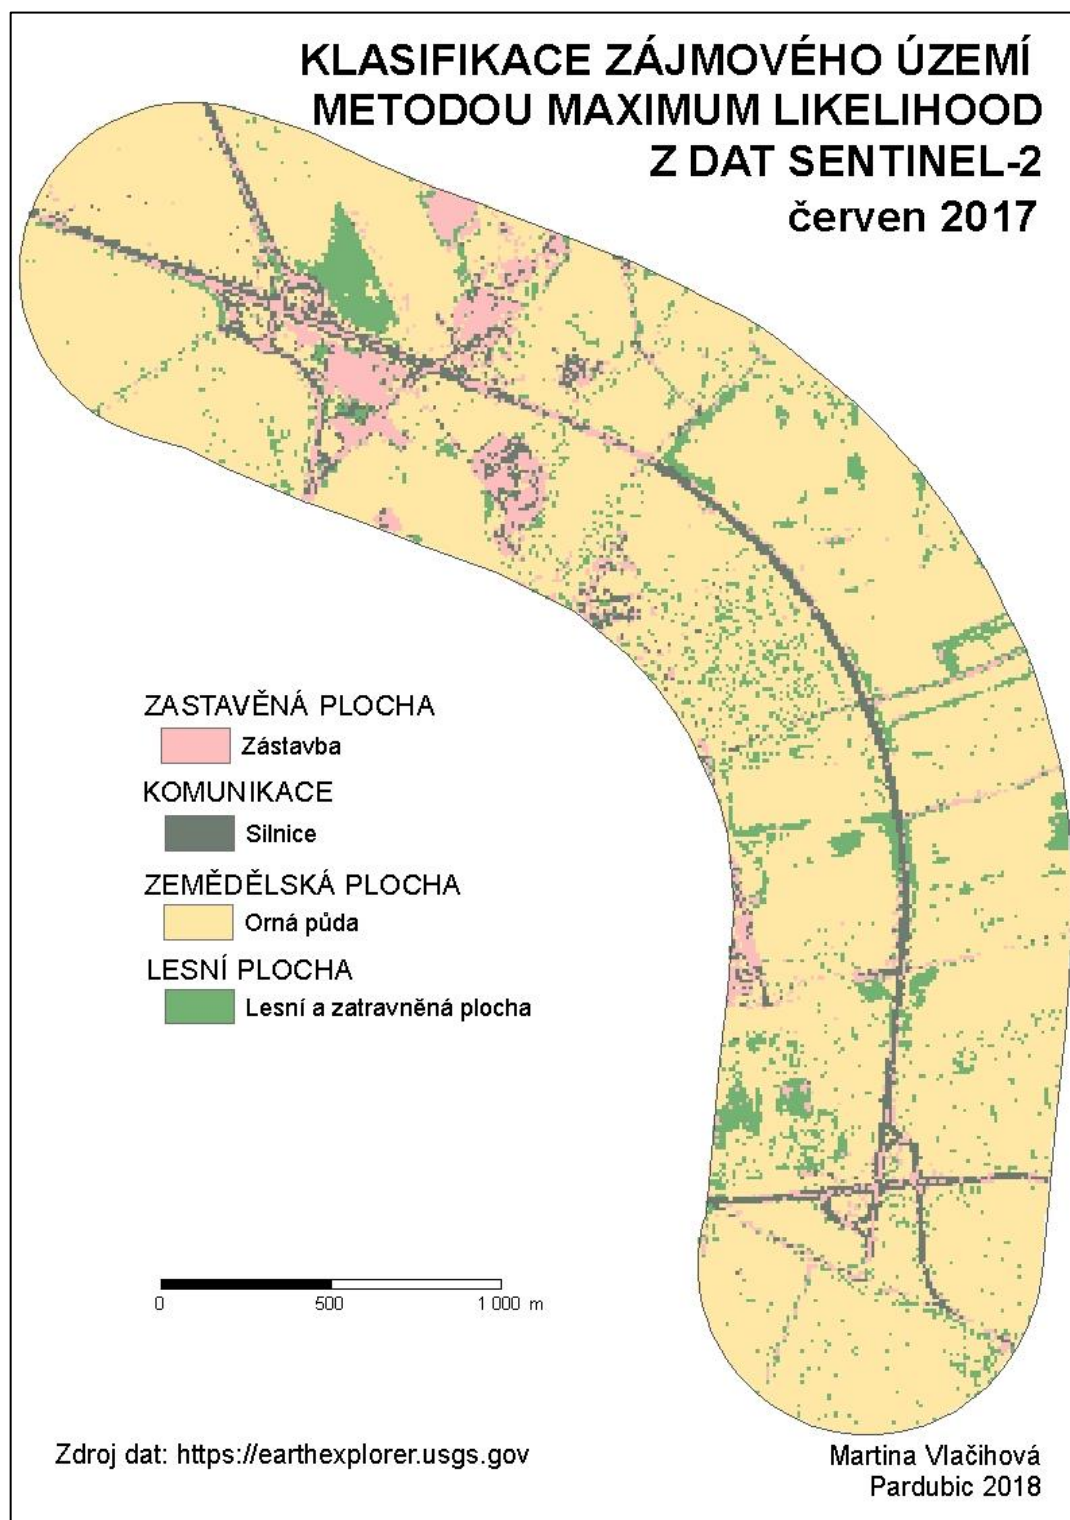 KLASIFIKACE ZÁJMOVÉHO ÚZEMÍ
METODOU MAXIMUM LIKELIHOOD
Z DAT SENTINEL-2
červen 2017
ZASTAVĚNÁ PLOCHA
Zástavba
KOMUNIKACE
Silnice
ZEMĚDĚLSKÁ PLOCHA
Orná půda
LESNÍ PLOCHA
Lesní a zatravněná plocha
0 500 1 000 m
Zdroj dat: https://earthexplorer.usgs.gov
Martina Vlačihová
Pardubic 2018